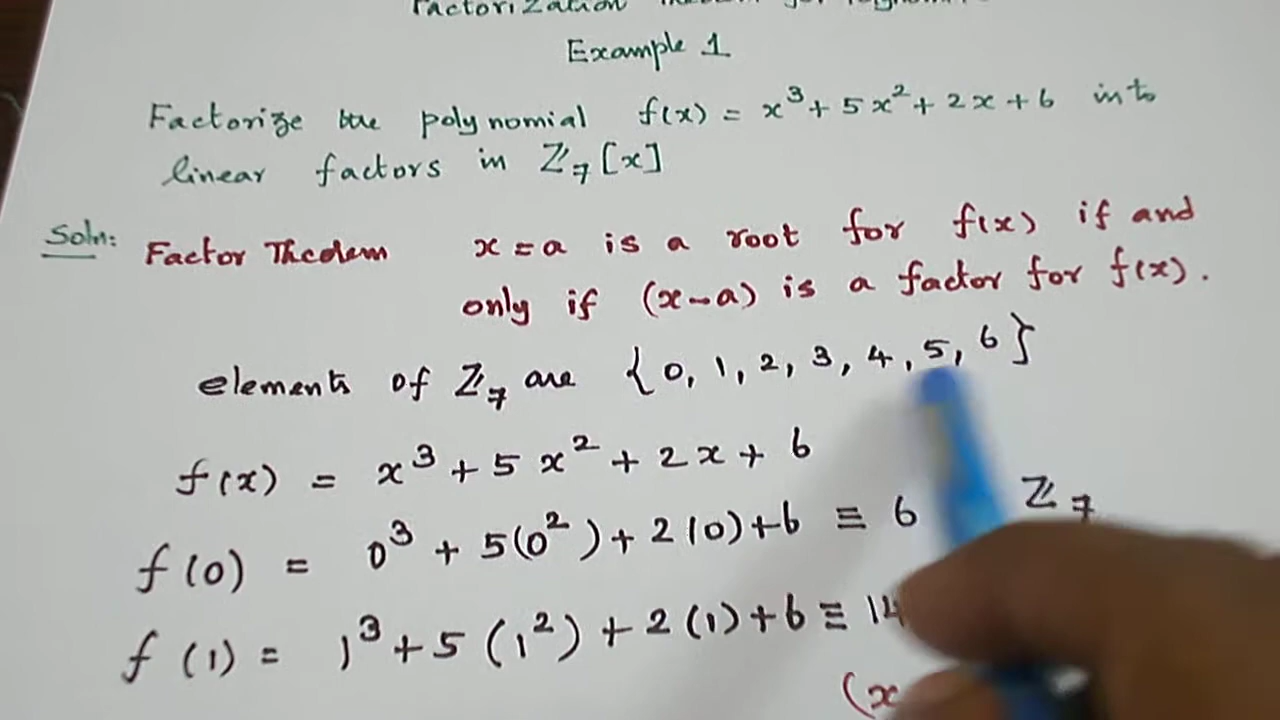 Factorization
Example 1
Factorize the polynomial f(x) = x³ + 5x² + 2x + 6 into
linear factors in ℤ₇[x]
Soln:
Factor Theorem x = a is a root for f(x) if and
only if (x-a) is a factor for f(x).
elements of ℤ₇ are {0, 1, 2, 3, 4, 5, 6}
f(x) = x³ + 5x² + 2x + 6
f(0) = 0³ + 5(0²) + 2(0) + 6 ≡ 6 ℤ₇
f(1) = 1³ + 5(1²) + 2(1) + 6 ≡ 14
(x